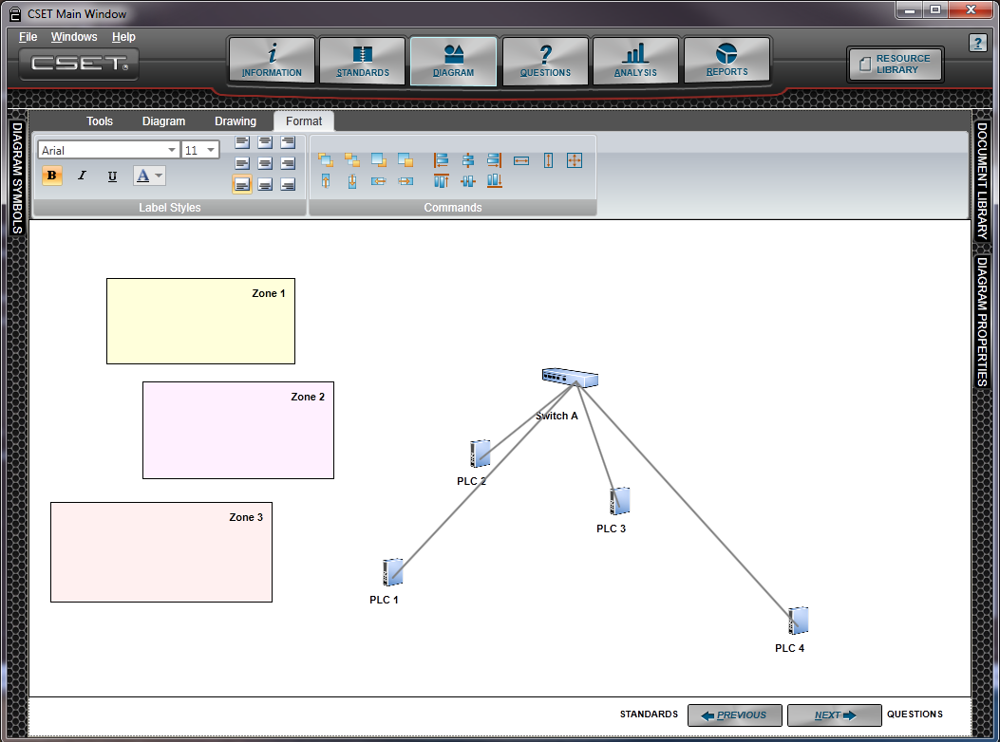 CSET Main Window
File Windows Help
?
CSET
INFORMATION
STANDARDS
DIAGRAM
QUESTIONS
ANALYSIS
REPORTS
RESOURCE
LIBRARY
Tools Diagram Drawing Format
Arial 11
B I U A
Label Styles
Commands
DIAGRAM SYMBOLS
DOCUMENT LIBRARY
DIAGRAM PROPERTIES
Zone 1
Zone 2
Zone 3
Switch A
PLC 2
PLC 3
PLC 1
PLC 4
STANDARDS PREVIOUS NEXT QUESTIONS